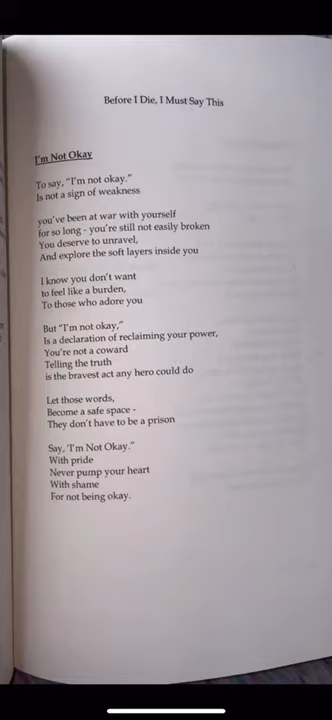 Before I Die, I Must Say This
I'm Not Okay
To say, "I'm not okay."
Is not a sign of weakness
you've been at war with yourself
for so long - you're still not easily broken
You deserve to unravel,
And explore the soft layers inside you
I know you don't want
to feel like a burden,
To those who adore you
But "I'm not okay,"
Is a declaration of reclaiming your power,
You're not a coward
Telling the truth
is the bravest act any hero could do
Let those words,
Become a safe space -
They don't have to be a prison
Say, 'I'm Not Okay."
With pride
Never pump your heart
With shame
For not being okay.